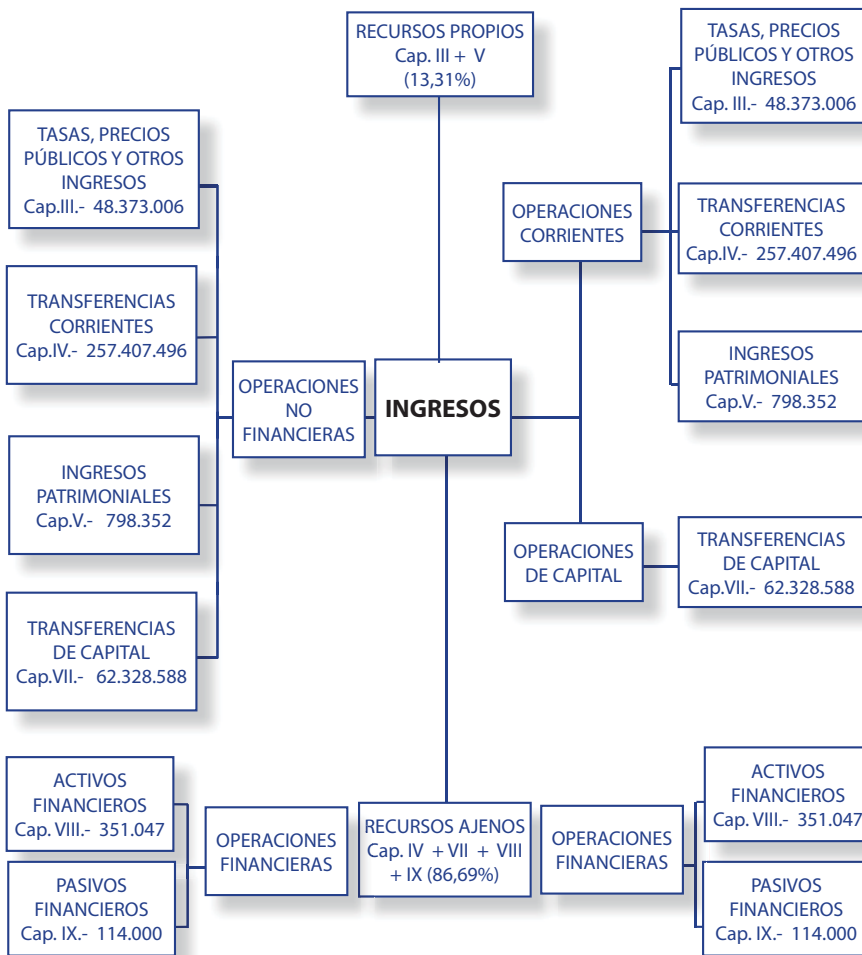 RECURSOS PROPIOS
Cap. III + V
(13,31%)
TASAS, PRECIOS
PÚBLICOS Y OTROS
INGRESOS
Cap. III.- 48.373.006
TASAS, PRECIOS
PÚBLICOS Y OTROS
INGRESOS
Cap.III.- 48.373.006
OPERACIONES
CORRIENTES
TRANSFERENCIAS
CORRIENTES
Cap.IV.- 257.407.496
TRANSFERENCIAS
CORRIENTES
Cap.IV.- 257.407.496
OPERACIONES
NO
FINANCIERAS
INGRESOS
INGRESOS
PATRIMONIALES
Cap.V.- 798.352
INGRESOS
PATRIMONIALES
Cap.V.- 798.352
OPERACIONES
DE CAPITAL
TRANSFERENCIAS
DE CAPITAL
Cap.VII.- 62.328.588
TRANSFERENCIAS
DE CAPITAL
Cap.VII.- 62.328.588
ACTIVOS
FINANCIEROS
Cap. VIII.- 351.047
OPERACIONES
FINANCIERAS
RECURSOS AJENOS
Cap. IV + VII + VIII
+ IX (86,69%)
OPERACIONES
FINANCIERAS
ACTIVOS
FINANCIEROS
Cap. VIII.- 351.047
PASIVOS
FINANCIEROS
Cap. IX.- 114.000
PASIVOS
FINANCIEROS
Cap. IX.- 114.000